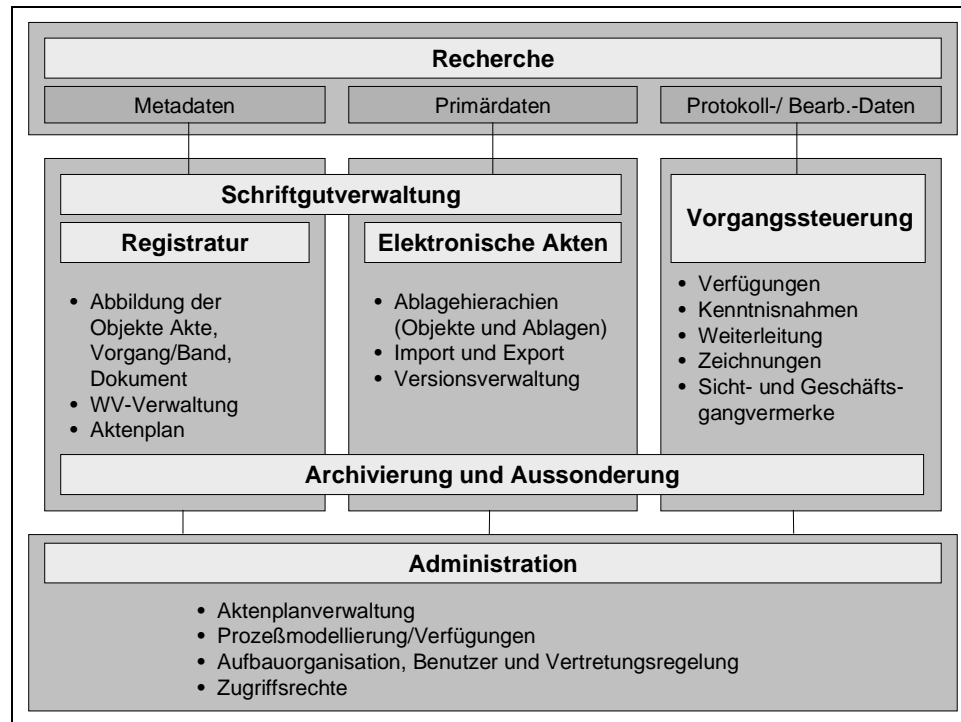 Recherche
Metadaten
Primärdaten
Protokoll-/ Bearb.-Daten
Schriftgutverwaltung
Registratur
• Abbildung der
Objekte Akte,
Vorgang/Band,
Dokument
• WV-Verwaltung
• Aktenplan
Elektronische Akten
• Ablagehierachien
(Objekte und Ablagen)
• Import und Export
• Versionsverwaltung
Vorgangssteuerung
• Verfügungen
• Kenntnisnahmen
• Weiterleitung
• Zeichnungen
• Sicht- und Geschäfts-
gangvermerke
Archivierung und Aussonderung
Administration
• Aktenplanverwaltung
• Prozeßmodellierung/Verfügungen
• Aufbauorganisation, Benutzer und Vertretungsregelung
• Zugriffsrechte